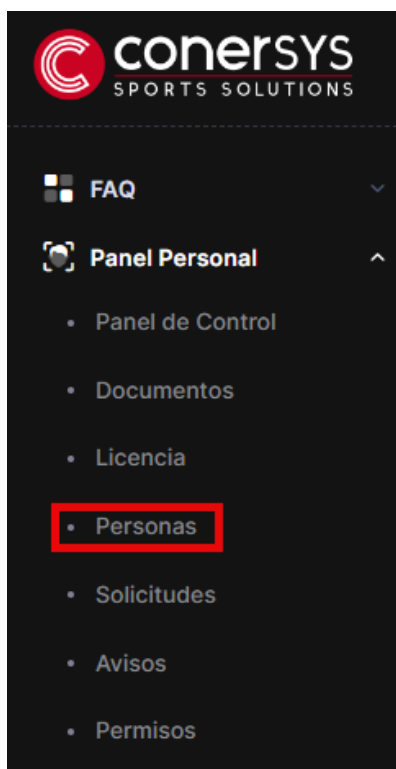 conersys
SPORTS SOLUTIONS
FAQ
Panel Personal
Panel de Control
Documentos
Licencia
Personas
Solicitudes
Avisos
Permisos